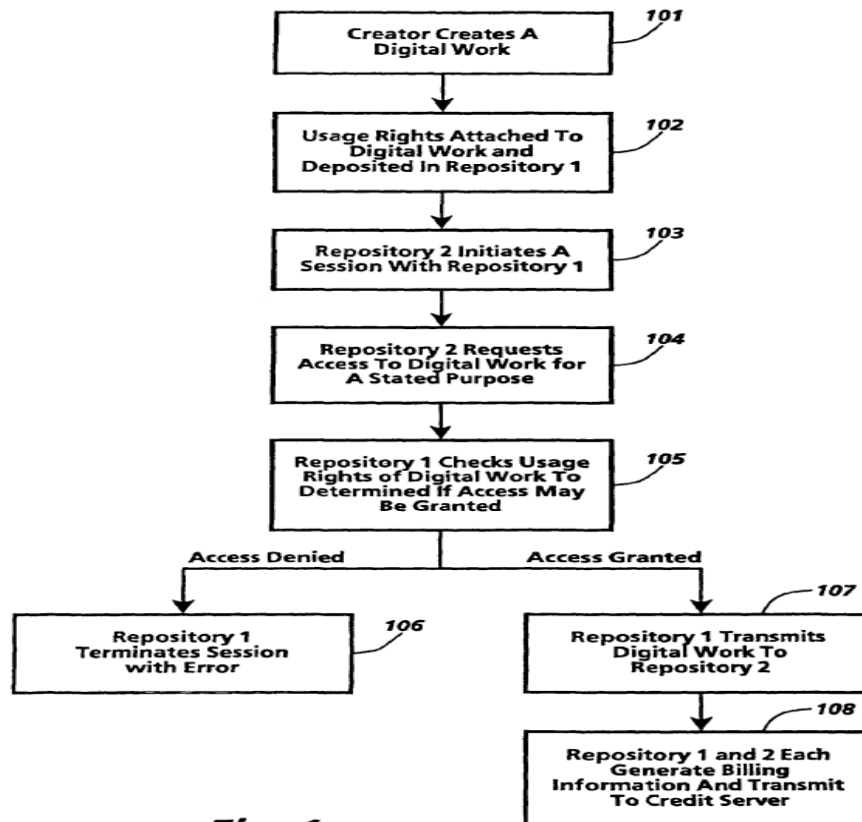 101
Creator Creates A
Digital Work
102
Usage Rights Attached To
Digital Work and
Deposited In Repository 1
103
Repository 2 Initiates A
Session With Repository 1
104
Repository 2 Requests
Access To Digital Work for
A Stated Purpose
105
Repository 1 Checks Usage
Rights of Digital Work To
Determined If Access May
Be Granted
Access Denied
Access Granted
106
Repository 1
Terminates Session
with Error
107
Repository 1 Transmits
Digital Work To
Repository 2
108
Repository 1 and 2 Each
Generate Billing
Information And Transmit
To Credit Server